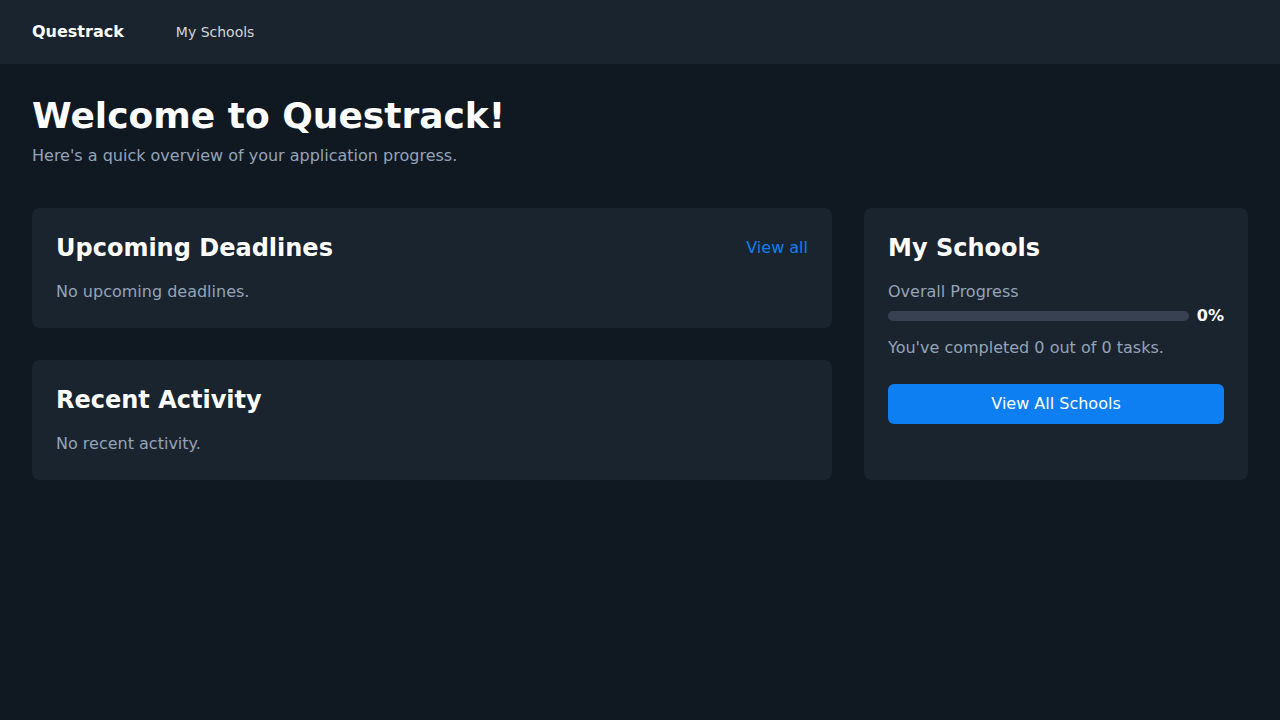 Questrack
My Schools
Welcome to Questrack!
Here's a quick overview of your application progress.
Upcoming Deadlines
View all
No upcoming deadlines.
Recent Activity
No recent activity.
My Schools
Overall Progress
0%
You've completed 0 out of 0 tasks.
View All Schools